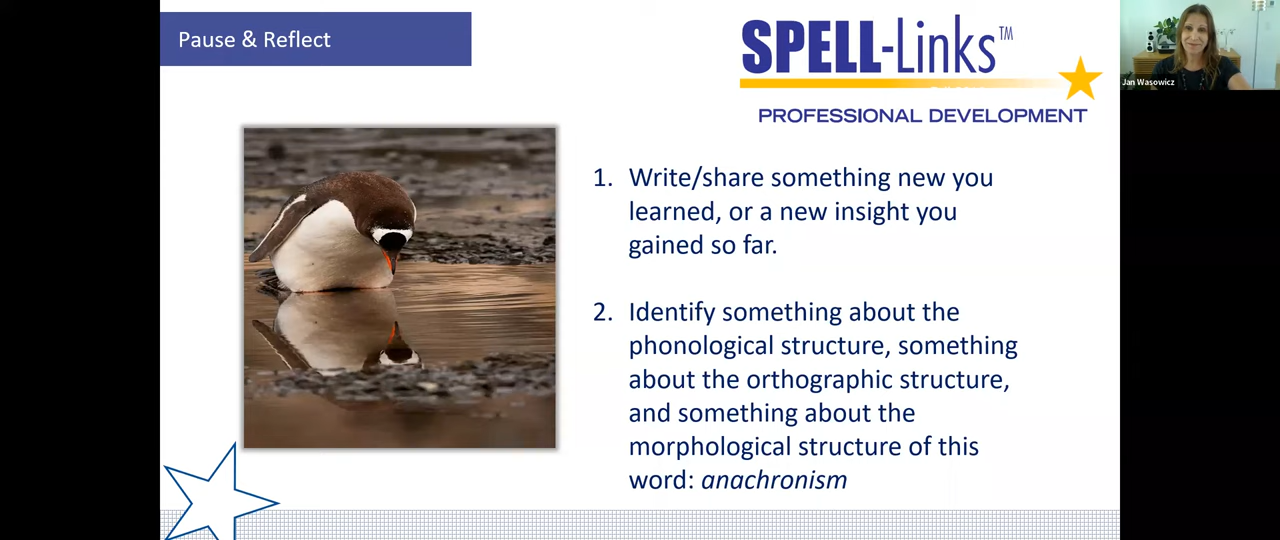 Pause & Reflect
SPELL-Links™
PROFESSIONAL DEVELOPMENT
Jan Wasowicz
1. Write/share something new you
learned, or a new insight you
gained so far.
2. Identify something about the
phonological structure, something
about the orthographic structure,
and something about the
morphological structure of this
word: anachronism